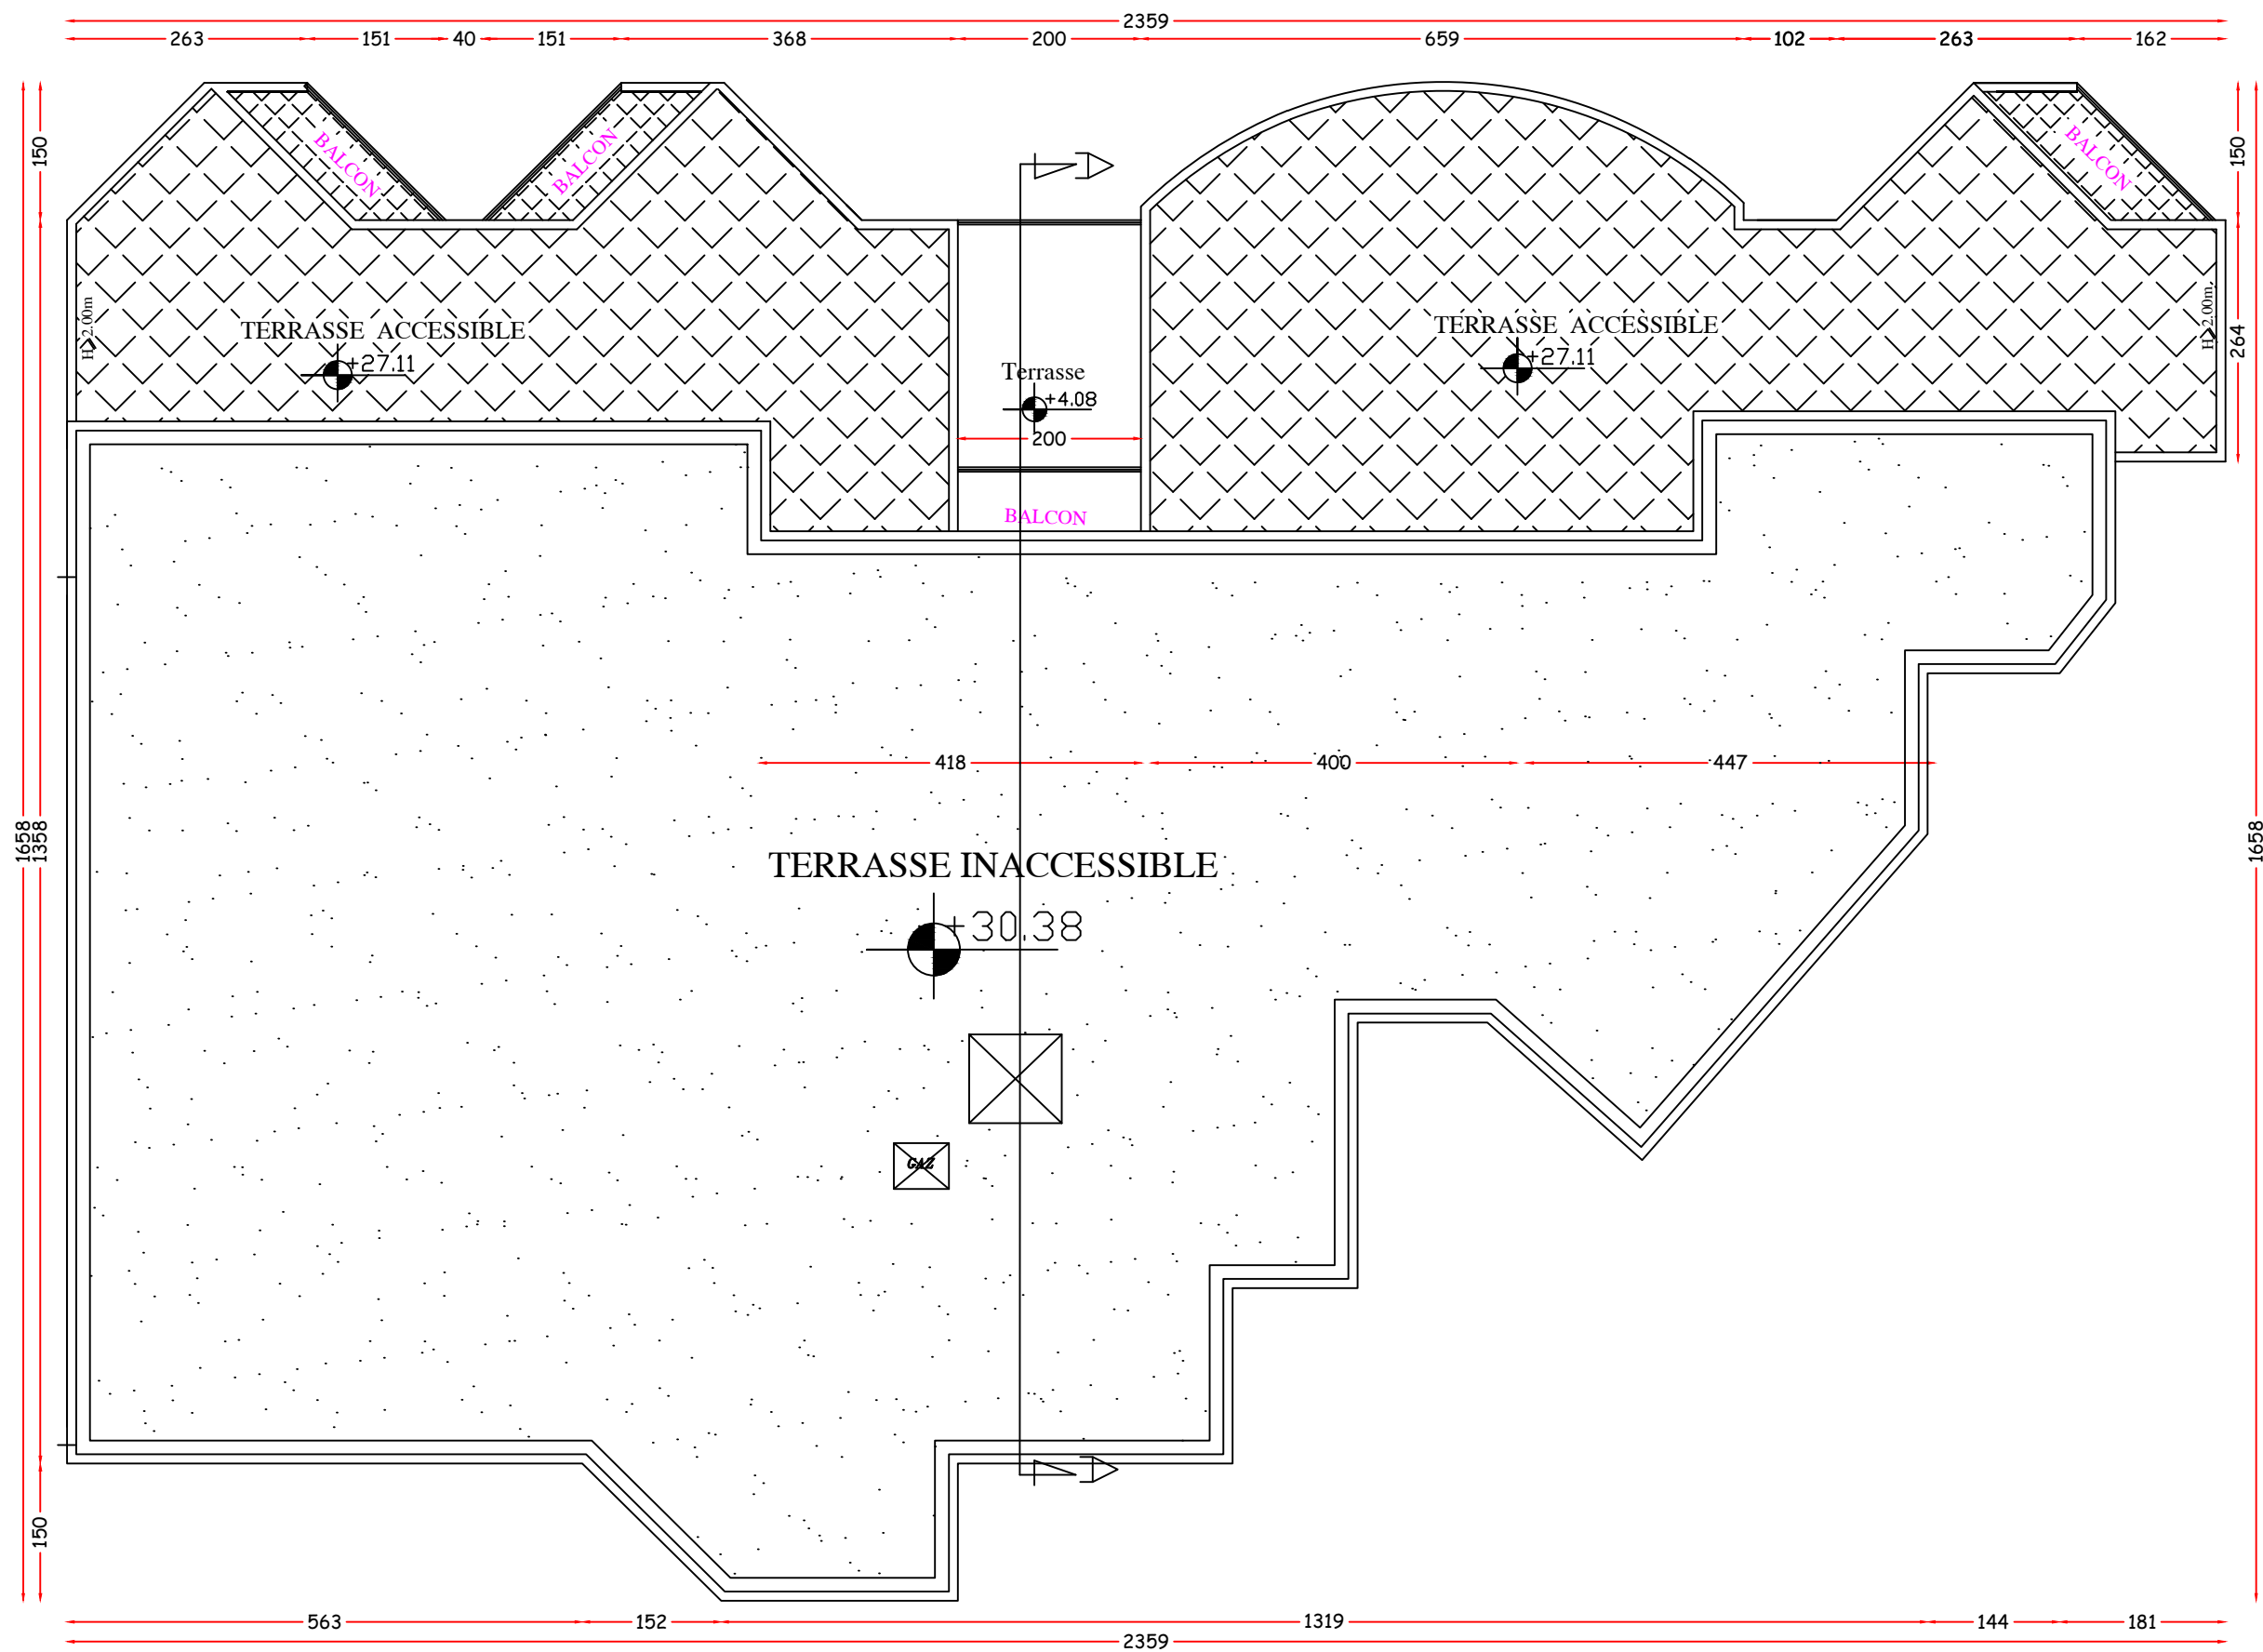 2359
263 151 40 151 368 200 659 102 263 162
150
150
BALCON
BALCON
BALCON
H=2.00m
H=2.00m
264
TERRASSE ACCESSIBLE
+27.11
TERRASSE ACCESSIBLE
+27.11
Terrasse
+4.08
200
BALCON
418 400 447
1658
1358
1658
TERRASSE INACCESSIBLE
+30.38
GAZ
150
563 152 1319 144 181
2359